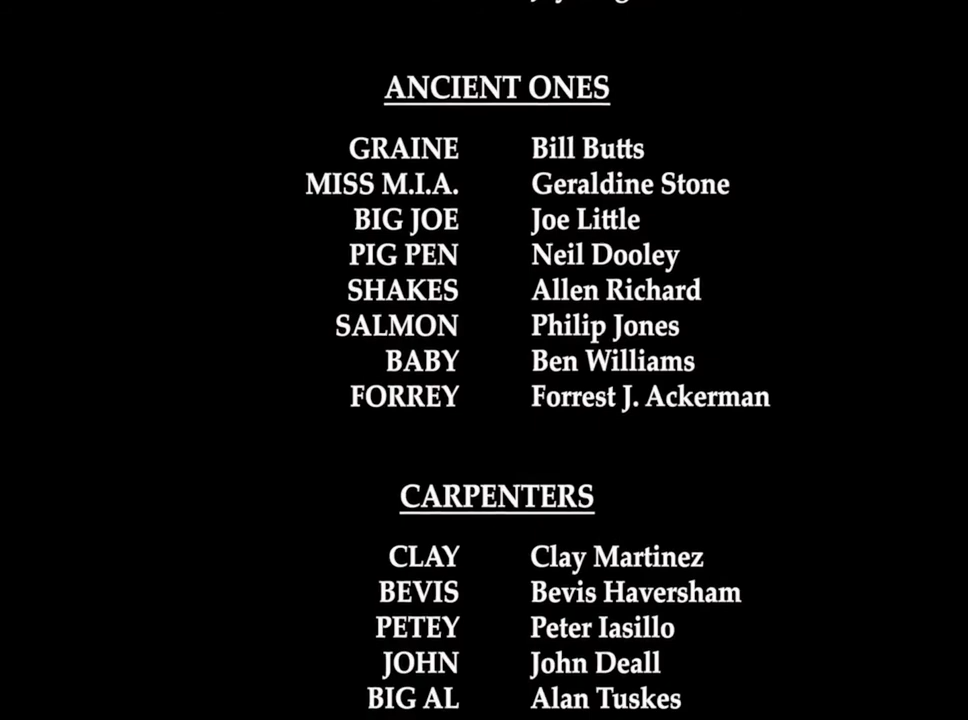 ANCIENT ONES
GRAINE Bill Butts
MISS M.I.A. Geraldine Stone
BIG JOE Joe Little
PIG PEN Neil Dooley
SHAKES Allen Richard
SALMON Philip Jones
BABY Ben Williams
FORREY Forrest J. Ackerman
CARPENTERS
CLAY Clay Martinez
BEVIS Bevis Haversham
PETEY Peter Iasillo
JOHN John Deall
BIG AL Alan Tuskes